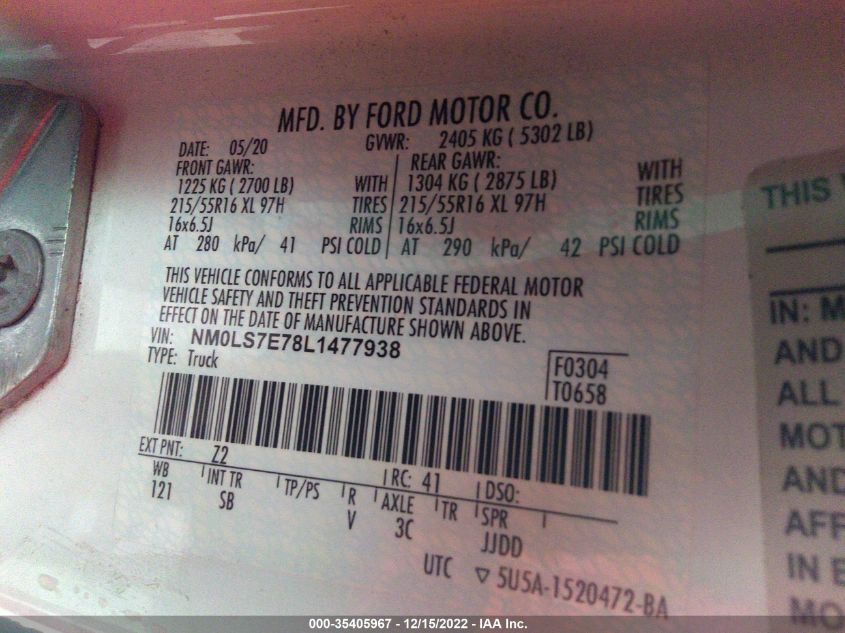 MFD. BY FORD MOTOR CO.
DATE: 05/20 GVWR: 2405 KG ( 5302 LB)
FRONT GAWR: REAR GAWR:
1225 KG ( 2700 LB) WITH 1304 KG ( 2875 LB) WITH
215/55R16 XL 97H TIRES 215/55R16 XL 97H TIRES
16x6.5J RIMS 16x6.5J RIMS
AT 280 kPa/ 41 PSI COLD AT 290 kPa/ 42 PSI COLD
THIS VEHICLE CONFORMS TO ALL APPLICABLE FEDERAL MOTOR
VEHICLE SAFETY AND THEFT PREVENTION STANDARDS IN
EFFECT ON THE DATE OF MANUFACTURE SHOWN ABOVE.
VIN: NM0LS7E78L1477938
TYPE: Truck
F0304
T0658
EXT PNT: Z2 RC: 41 DSO:
WB INT TR TP/PS R AXLE TR SPR
121 SB V 3C JJDD
UTC ▽ 5U5A-1520472-BA
THIS
IN:
AND
ALL
AND
IN
000-35405967 - 12/15/2022 - IAA Inc.